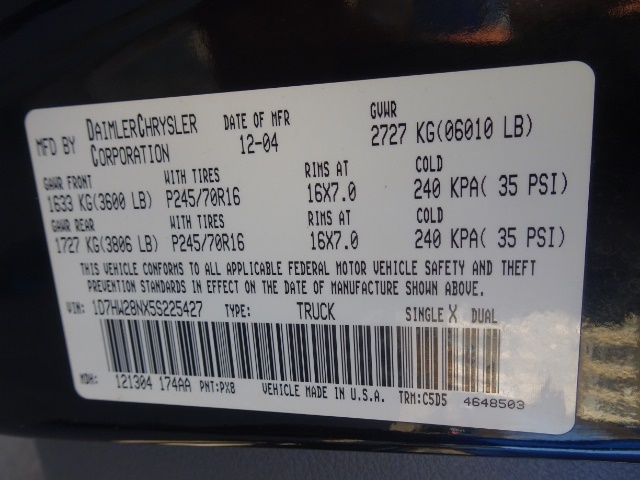 MFD BY DAIMLERCHRYSLER CORPORATION DATE OF MFR 12-04 GVWR 2727 KG(06010 LB)
GAWR FRONT WITH TIRES RIMS AT COLD
1633 KG(3600 LB) P245/70R16 16X7.0 240 KPA( 35 PSI)
GAWR REAR WITH TIRES RIMS AT COLD
1727 KG(3806 LB) P245/70R16 16X7.0 240 KPA( 35 PSI)
THIS VEHICLE CONFORMS TO ALL APPLICABLE FEDERAL MOTOR VEHICLE SAFETY AND THEFT
PREVENTION STANDARDS IN EFFECT ON THE DATE OF MANUFACTURE SHOWN ABOVE.
VIN: 1D7HW28NX5S225427 TYPE: TRUCK SINGLE X DUAL
MDH: 121304 174AA PNT:PX8 VEHICLE MADE IN U.S.A. TRM:C5D5 4648503